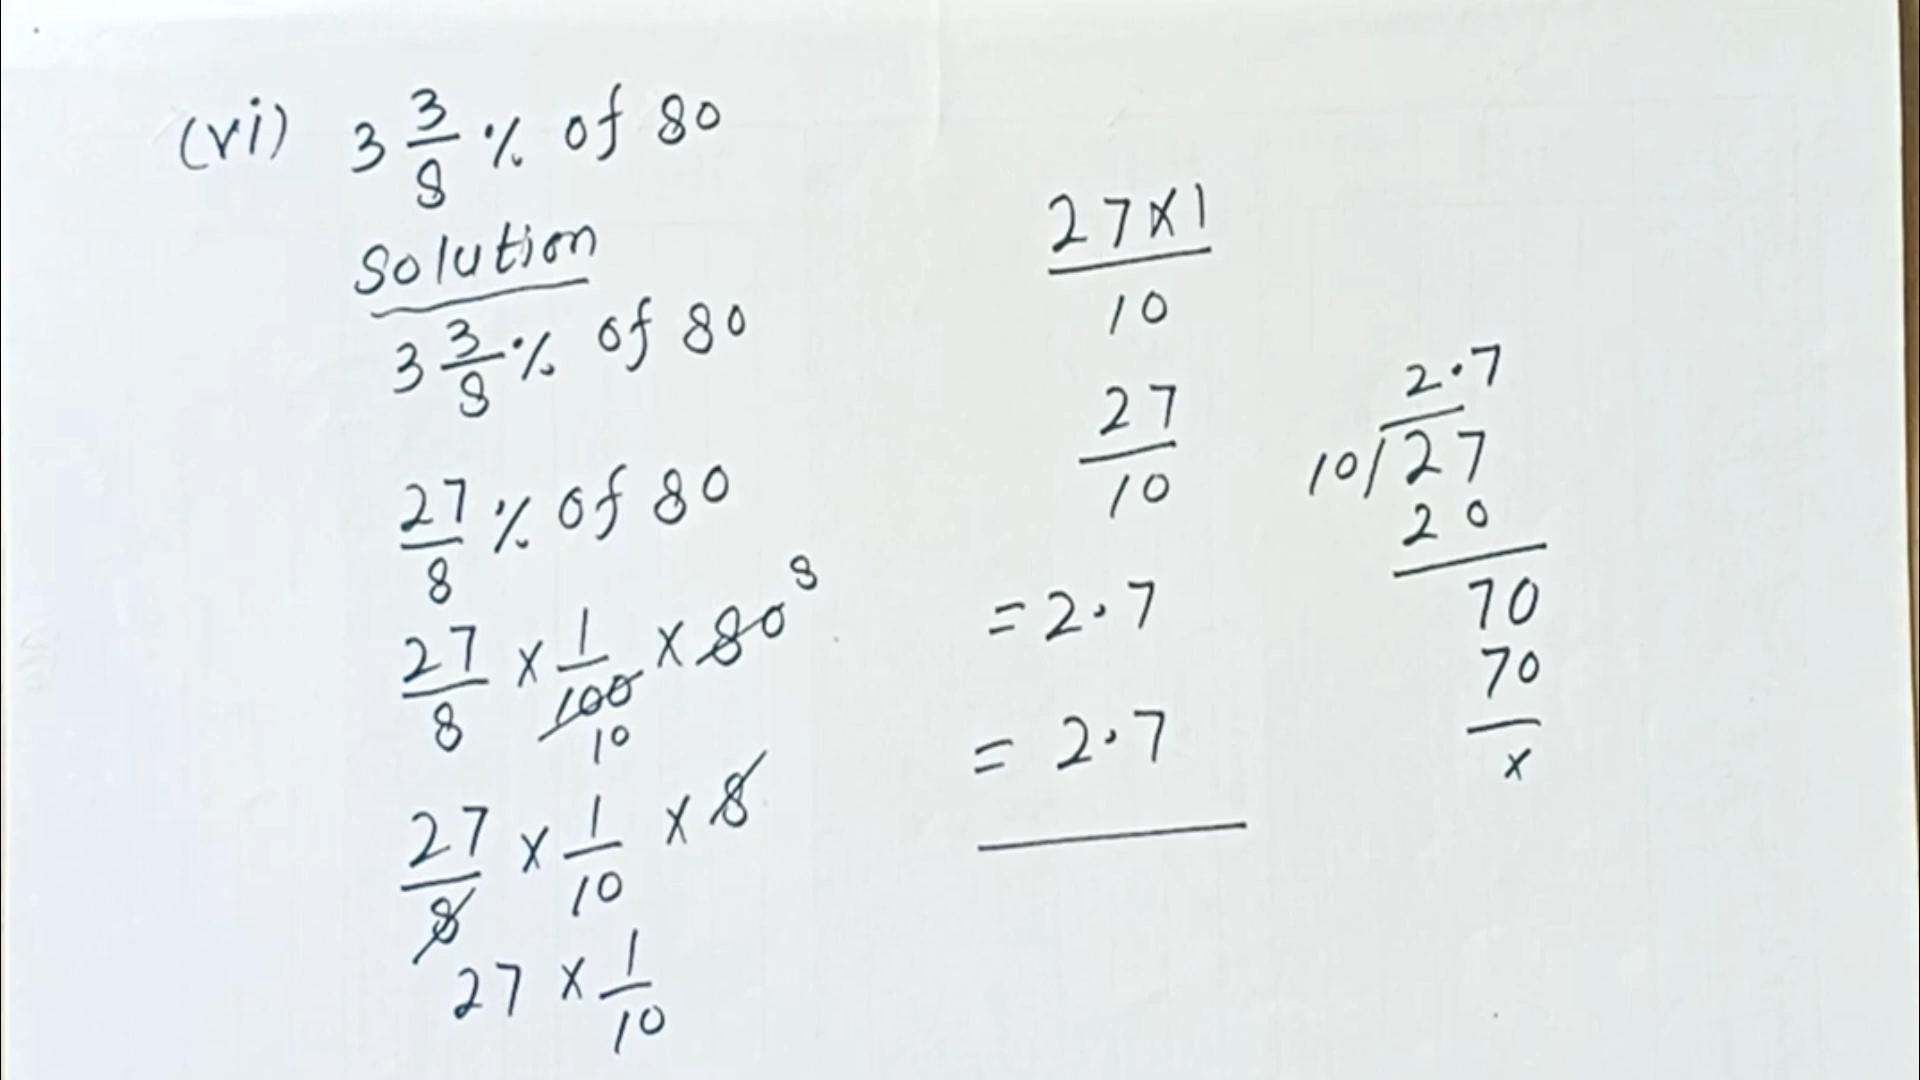 (vi) 3 3/8 % of 80
Solution
3 3/8 % of 80
27/8 % of 80
27/8 × 1/100 × 80 8
10
27/8 × 1/10 × 8
27 × 1/10
27×1
10
27
10
= 2.7
= 2.7
2.7
10)27
20
70
70
x